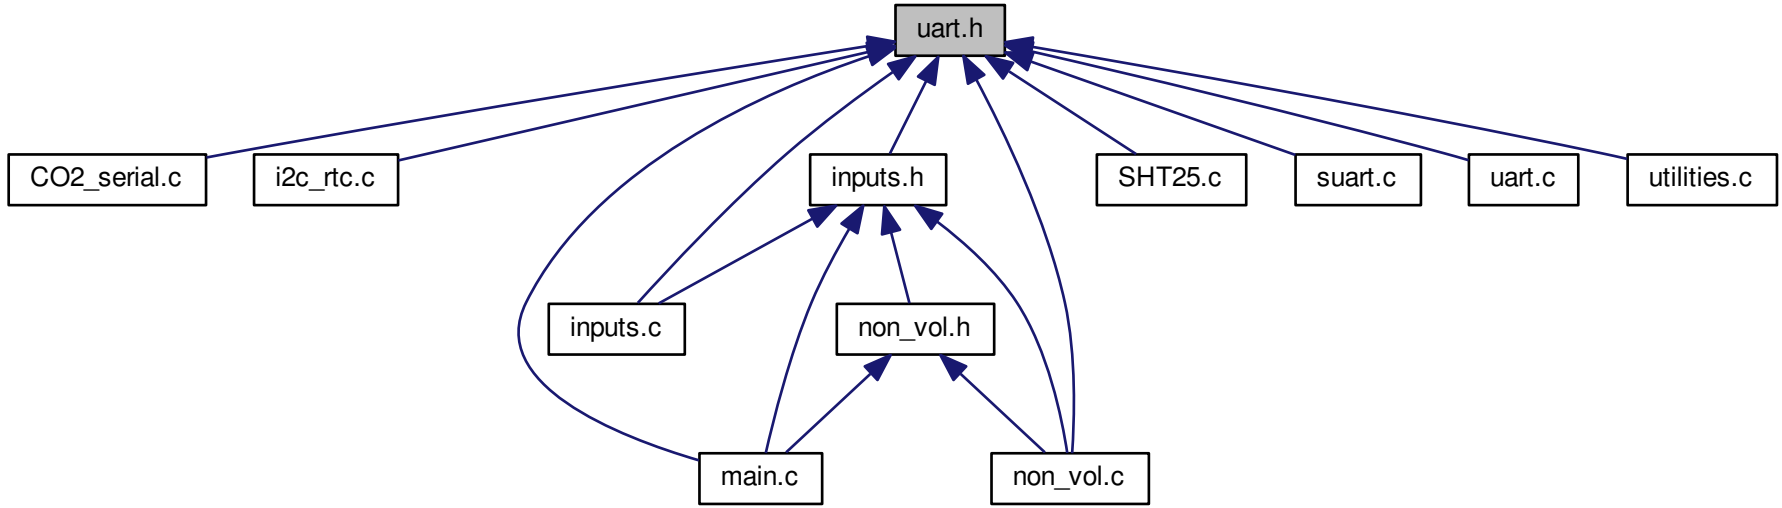 uart.h
CO2_serial.c
i2c_rtc.c
inputs.h
SHT25.c
suart.c
uart.c
utilities.c
inputs.c
non_vol.h
main.c
non_vol.c